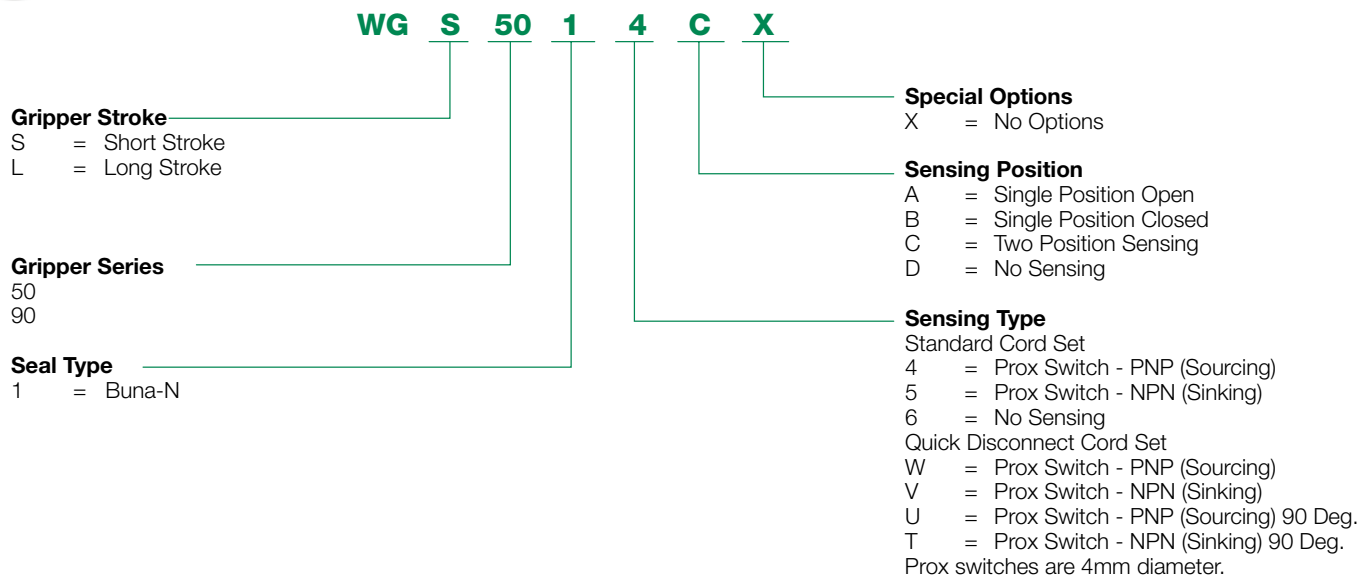 WG S 50 1 4 C X
Gripper Stroke
S = Short Stroke
L = Long Stroke
Gripper Series
50
90
Seal Type
1 = Buna-N
Special Options
X = No Options
Sensing Position
A = Single Position Open
B = Single Position Closed
C = Two Position Sensing
D = No Sensing
Sensing Type
Standard Cord Set
4 = Prox Switch - PNP (Sourcing)
5 = Prox Switch - NPN (Sinking)
6 = No Sensing
Quick Disconnect Cord Set
W = Prox Switch - PNP (Sourcing)
V = Prox Switch - NPN (Sinking)
U = Prox Switch - PNP (Sourcing) 90 Deg.
T = Prox Switch - NPN (Sinking) 90 Deg.
Prox switches are 4mm diameter.